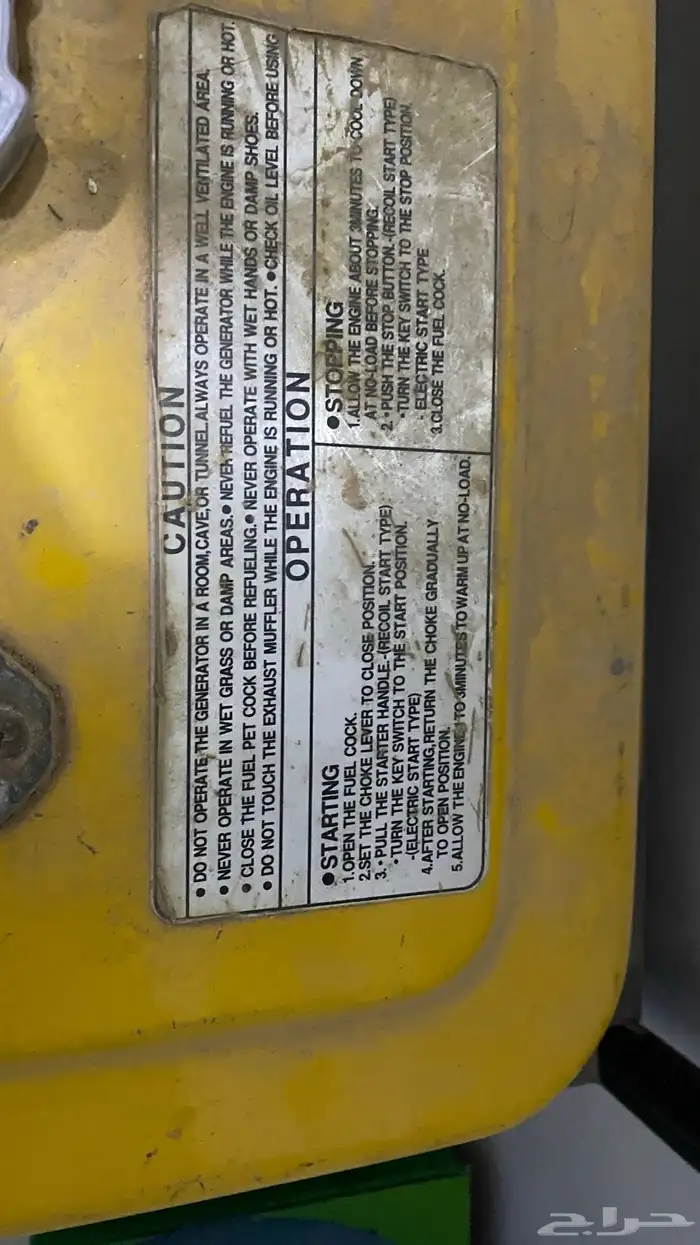 CAUTION
● DO NOT OPERATE THE GENERATOR IN A ROOM,CAVE,OR TUNNEL.ALWAYS OPERATE IN A WELL VENTILATED AREA.
● NEVER OPERATE IN WET GRASS OR DAMP AREAS.● NEVER REFUEL THE GENERATOR WHILE THE ENGINE IS RUNNING OR HOT.
● CLOSE THE FUEL PET COCK BEFORE REFUELING.● NEVER OPERATE WITH WET HANDS OR DAMP SHOES.
● DO NOT TOUCH THE EXHAUST MUFFLER WHILE THE ENGINE IS RUNNING OR HOT. ●CHECK OIL LEVEL BEFORE USING
OPERATION
●STARTING
1.OPEN THE FUEL COCK.
2.SET THE CHOKE LEVER TO CLOSE POSITION.
3. •PULL THE STARTER HANDLE.-(RECOIL START TYPE)
•TURN THE KEY SWITCH TO THE START POSITION.
-(ELECTRIC START TYPE)
4.AFTER STARTING,RETURN THE CHOKE GRADUALLY
TO OPEN POSITION.
5.ALLOW THE ENGINE 1 TO 3MINUTES TO WARM UP AT NO-LOAD.
●STOPPING
1.ALLOW THE ENGINE ABOUT 3MINUTES TO COOL DOWN
AT NO-LOAD BEFORE STOPPING.
2. •PUSH THE STOP BUTTON.-(RECOIL START TYPE)
•TURN THE KEY SWITCH TO THE STOP POSITION.
- ELECTRIC START TYPE
3.CLOSE THE FUEL COCK.
حراج